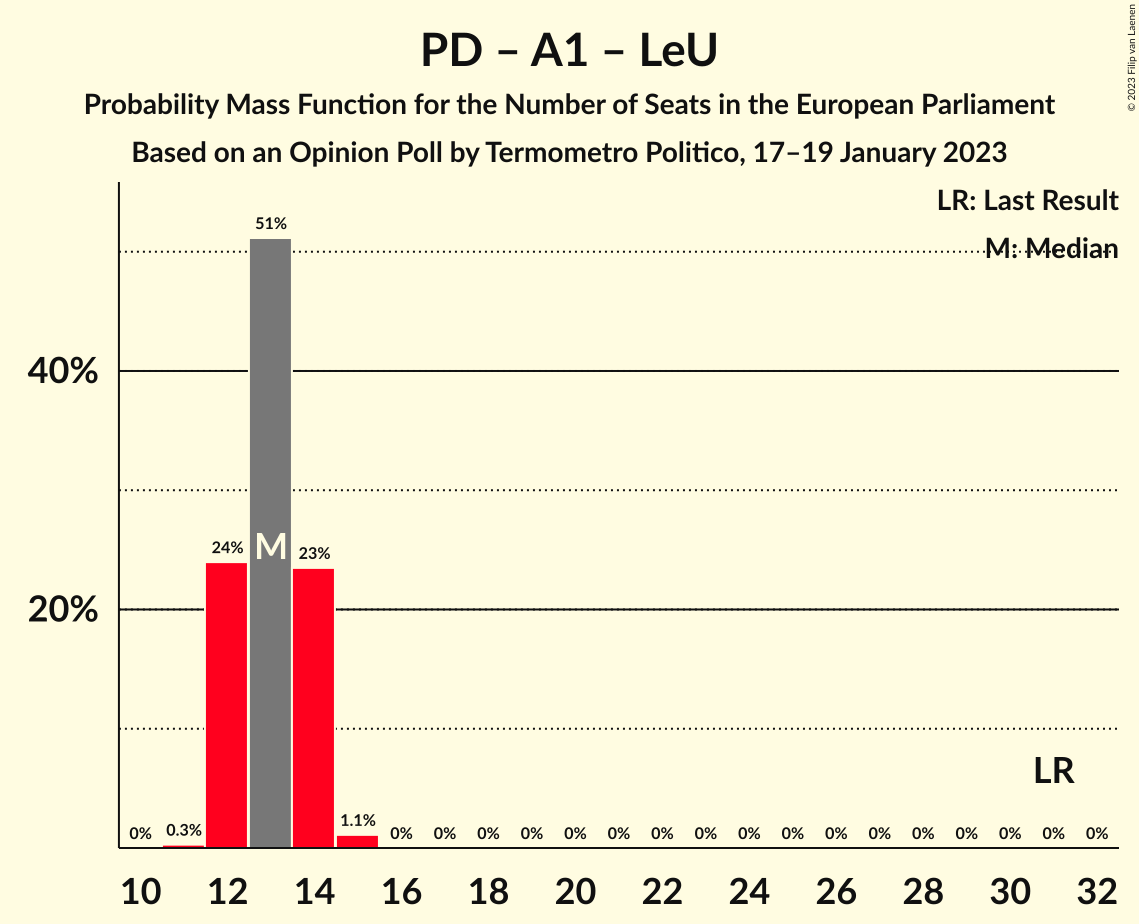 PD – A1 – LeU
Probability Mass Function for the Number of Seats in the European Parliament
Based on an Opinion Poll by Termometro Politico, 17–19 January 2023
© 2023 Filip van Laenen
LR: Last Result
M: Median
51%
40%
24%
M
23%
20%
LR
0%
0.3%
1.1%
0% 0% 0% 0% 0% 0% 0% 0% 0% 0% 0% 0% 0% 0% 0% 0% 0%
10 12 14 16 18 20 22 24 26 28 30 32